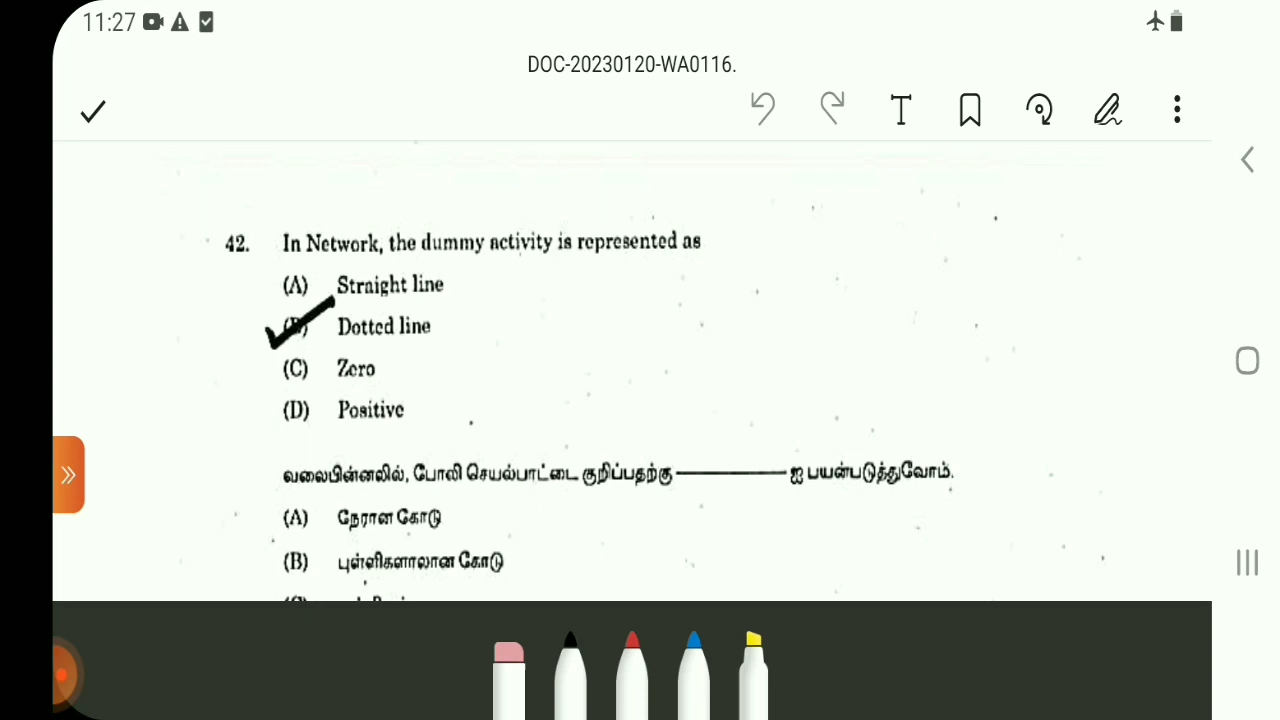 11:27
DOC-20230120-WA0116.
42. In Network, the dummy activity is represented as
(A) Straight line
(B) Dotted line
(C) Zero
(D) Positive
வலைபின்னலில், போலி செயல்பாட்டை குறிப்பதற்கு ———— ஐ பயன்படுத்துவோம்.
(A) நேரான கோடு
(B) புள்ளிகளாலான கோடு